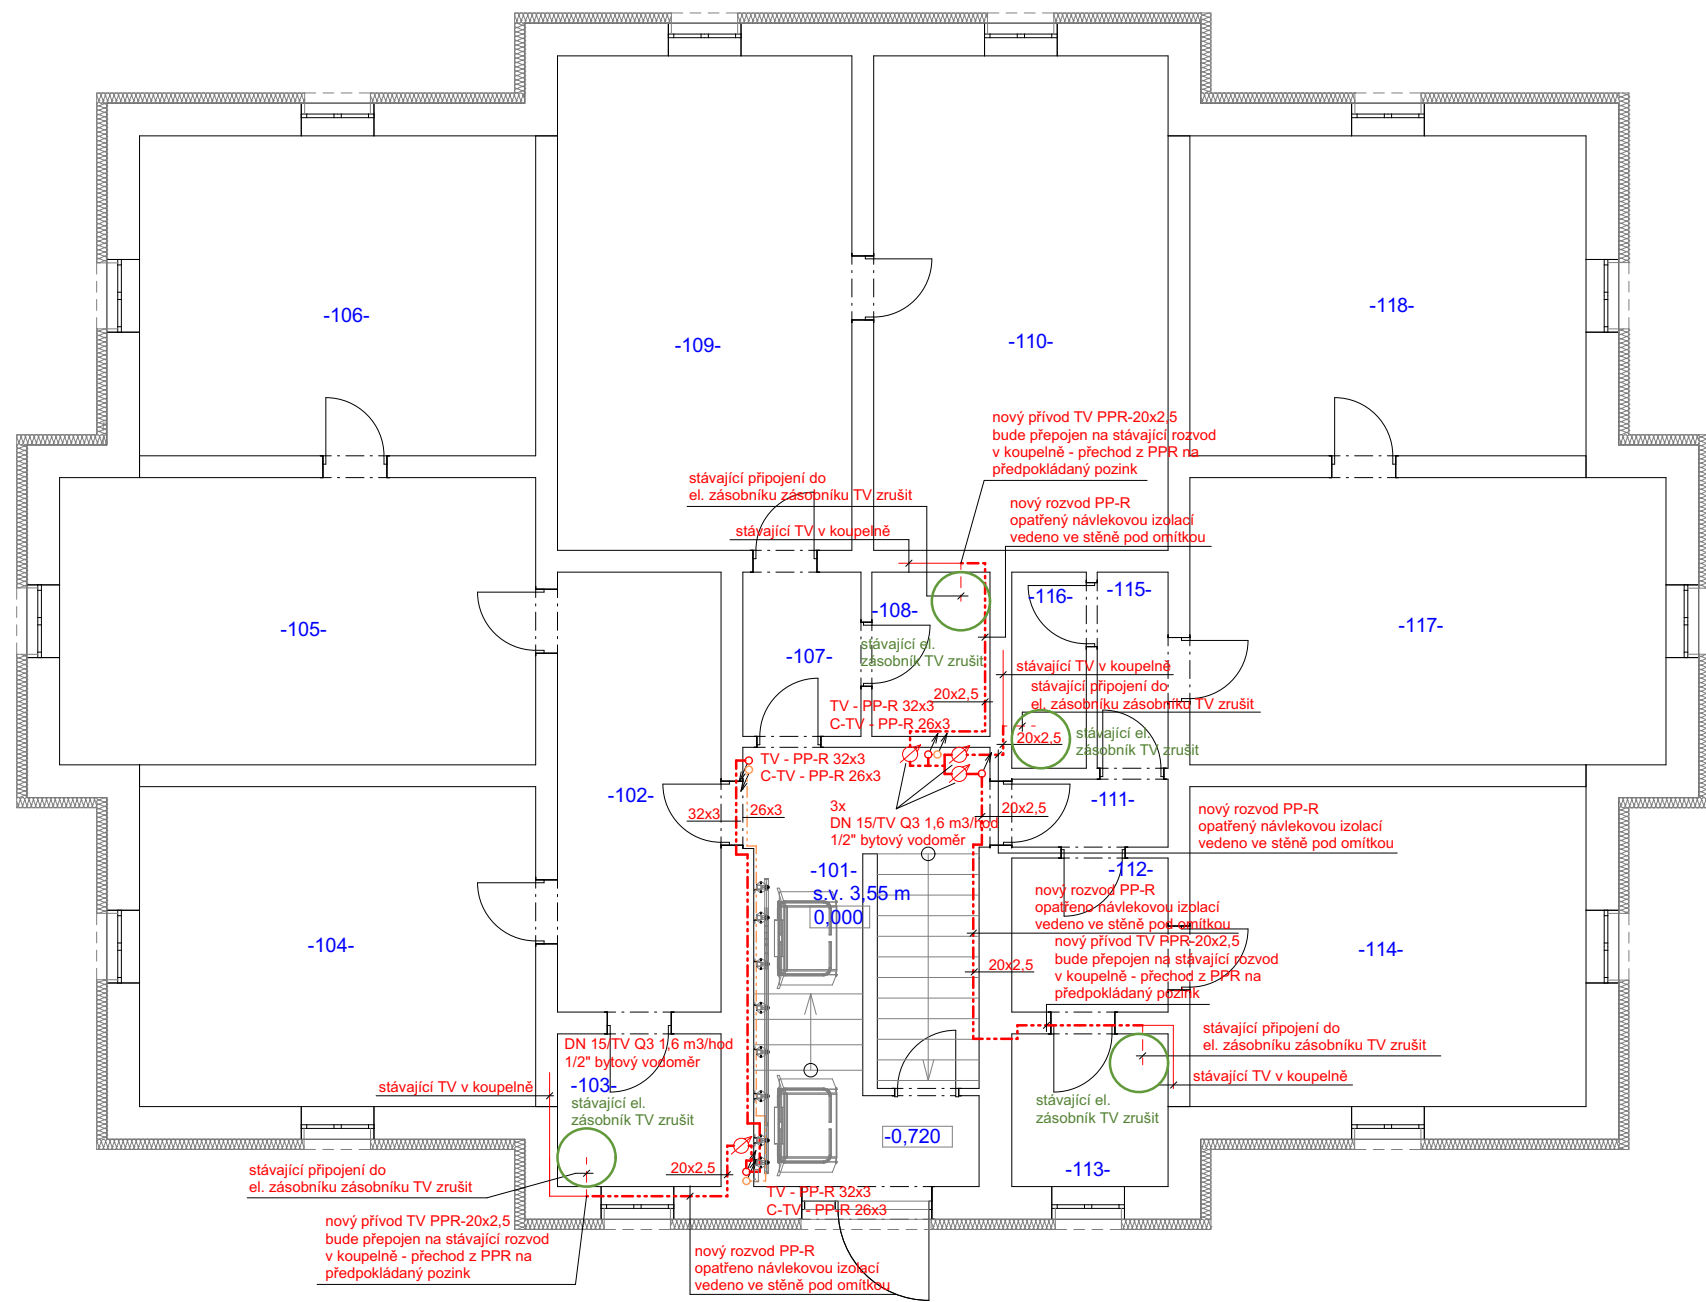 -106-
-109-
-110-
-118-
nový přívod TV PPR-20x2,5
bude přepojen na stávající rozvod
v koupelně - přechod z PPR na
předpokládaný pozink
stávající připojení do
el. zásobníku zásobníku TV zrušit
nový rozvod PP-R
opatřený návlekovou izolací
vedeno ve stěně pod omítkou
stávající TV v koupelně
-105-
-107-
-108-
-116-
-115-
-117-
stávající el.
zásobník TV zrušit
stávající TV v koupelně
stávající připojení do
el. zásobníku zásobníku TV zrušit
20x2,5
TV - PP-R 32x3
C-TV - PP-R 26x3
20x2,5
stávající el.
zásobník TV zrušit
TV - PP-R 32x3
C-TV - PP-R 26x3
-102-
32x3
26x3
3x
DN 15/TV Q3 1,6 m3/hod
1/2" bytový vodoměr
20x2,5
-111-
nový rozvod PP-R
opatřený návlekovou izolací
vedeno ve stěně pod omítkou
-101-
s.v. 3,55 m
0,000
-112-
nový rozvod PP-R
opatřeno návlekovou izolací
vedeno ve stěně pod omítkou
nový přívod TV PPR-20x2,5
bude přepojen na stávající rozvod
v koupelně - přechod z PPR na
předpokládaný pozink
20x2,5
-104-
-114-
DN 15/TV Q3 1,6 m3/hod
1/2" bytový vodoměr
stávající připojení do
el. zásobníku zásobníku TV zrušit
stávající TV v koupelně
stávající TV v koupelně
-103-
stávající el.
zásobník TV zrušit
stávající el.
zásobník TV zrušit
-0,720
-113-
20x2,5
stávající připojení do
el. zásobníku zásobníku TV zrušit
TV - PP-R 32x3
C-TV - PP-R 26x3
nový přívod TV PPR-20x2,5
bude přepojen na stávající rozvod
v koupelně - přechod z PPR na
předpokládaný pozink
nový rozvod PP-R
opatřeno návlekovou izolací
vedeno ve stěně pod omítkou